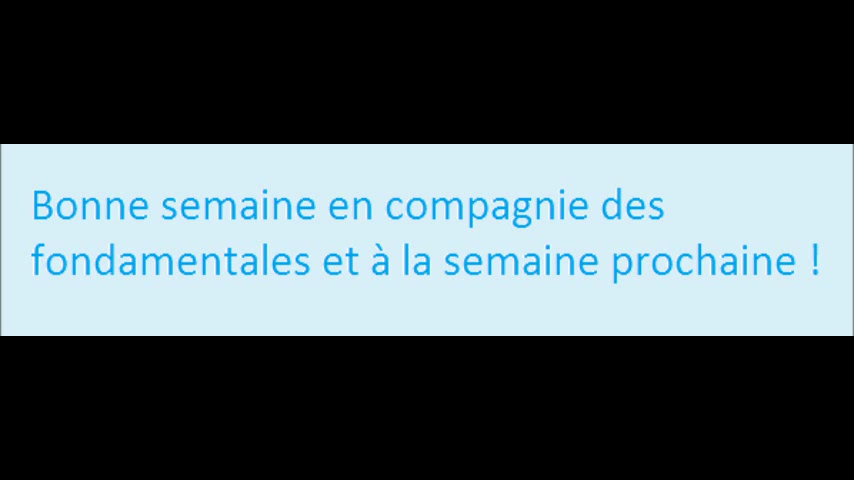 Bonne semaine en compagnie des
fondamentales et à la semaine prochaine !